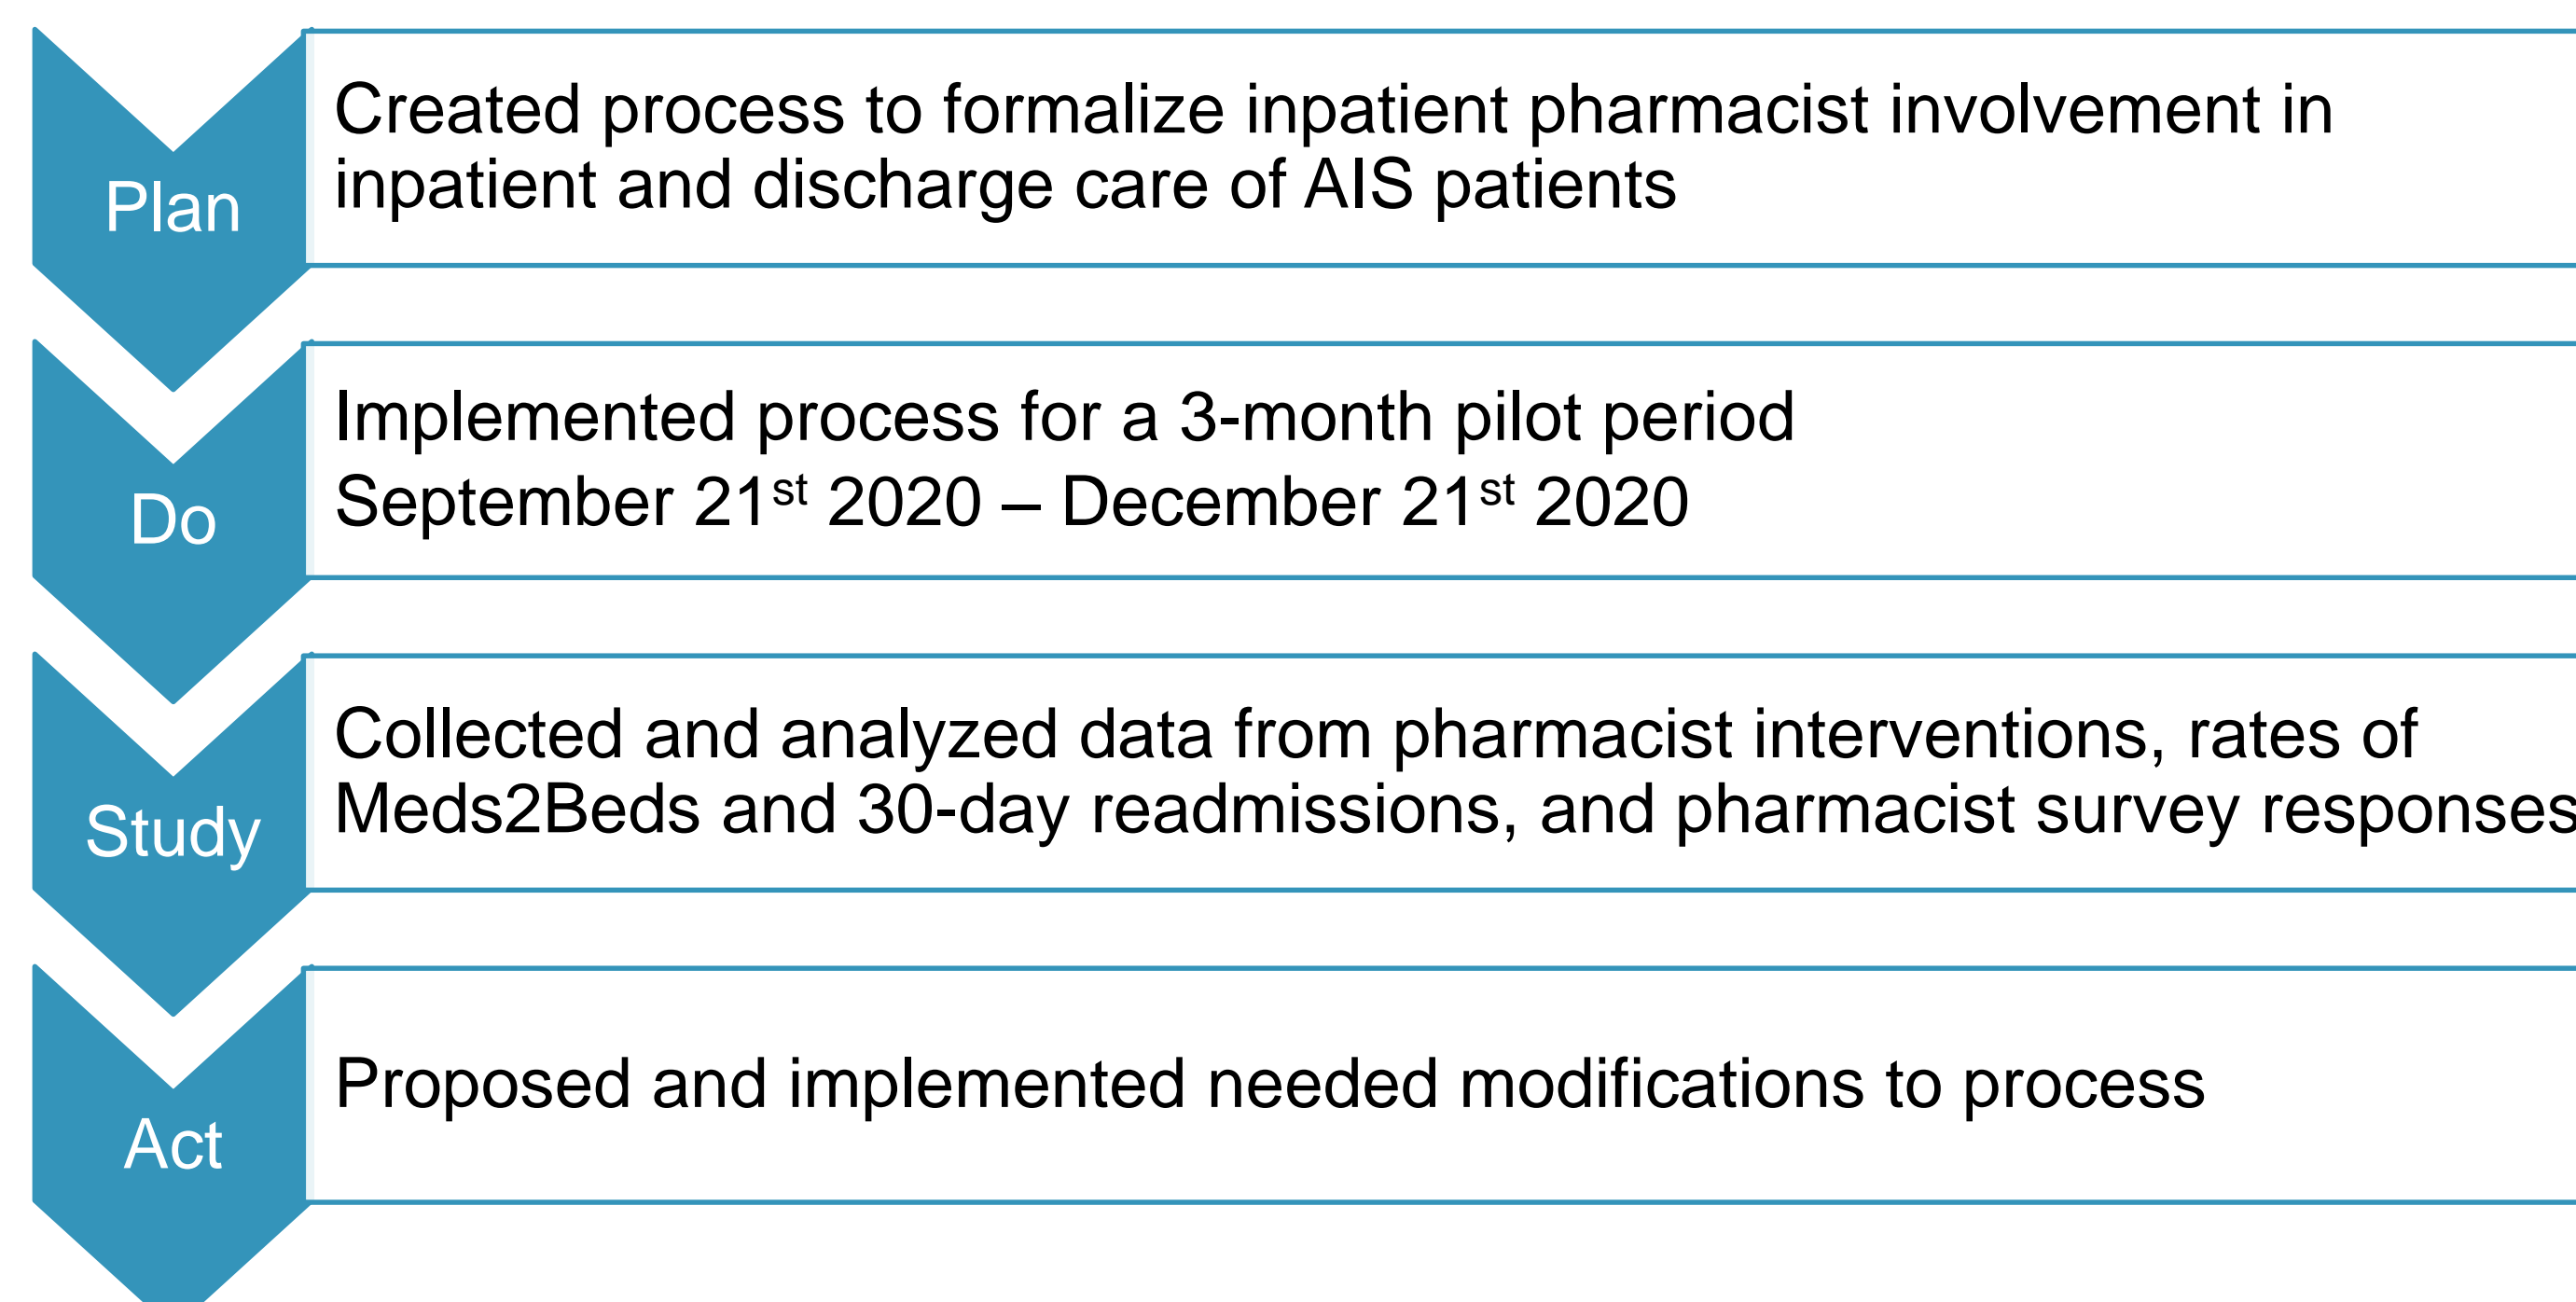 Plan
Created process to formalize inpatient pharmacist involvement in
inpatient and discharge care of AIS patients
Do
Implemented process for a 3-month pilot period
September 21st 2020 – December 21st 2020
Study
Collected and analyzed data from pharmacist interventions, rates of
Meds2Beds and 30-day readmissions, and pharmacist survey responses
Act
Proposed and implemented needed modifications to process